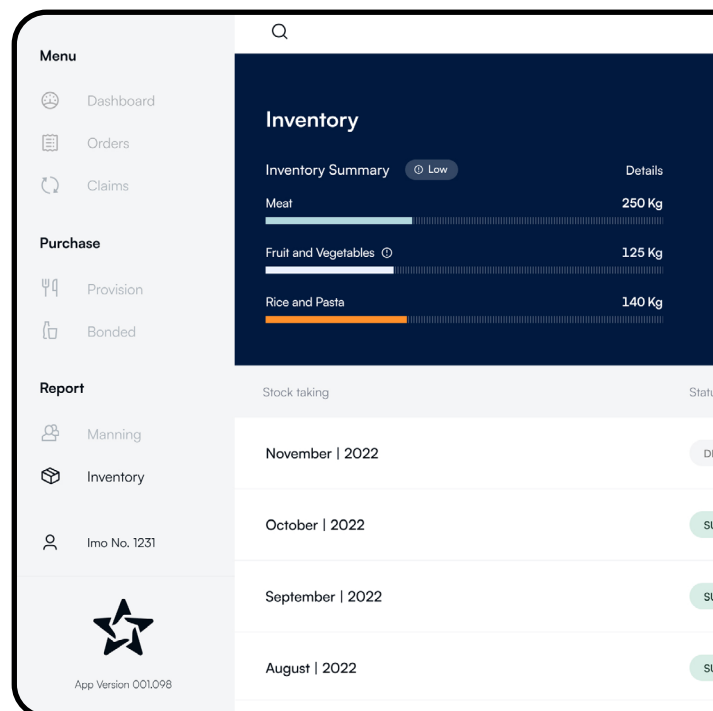 Menu
Dashboard
Orders
Claims
Purchase
Provision
Bonded
Report
Manning
Inventory
Imo No. 1231
App Version 001.098
Inventory
Inventory Summary Low Details
Meat 250 Kg
Fruit and Vegetables 125 Kg
Rice and Pasta 140 Kg
Stock taking
November | 2022
October | 2022
September | 2022
August | 2022